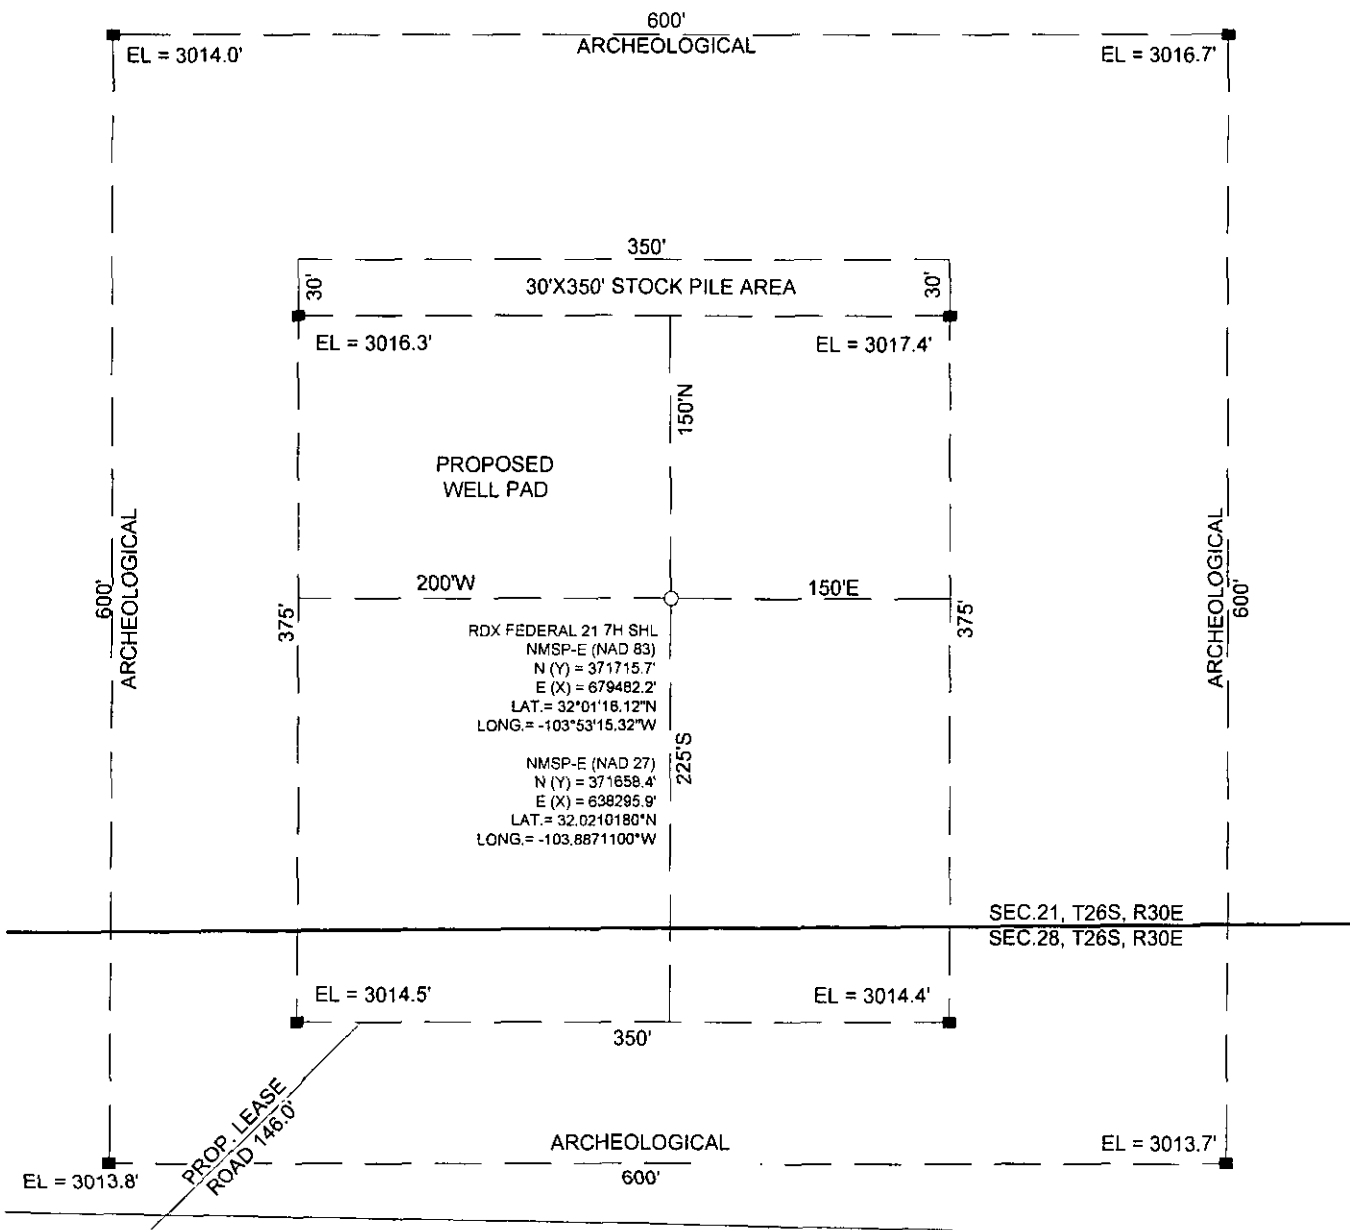 600'
ARCHEOLOGICAL
EL = 3014.0'
EL = 3016.7'
350'
30'
30'X350' STOCK PILE AREA
30'
EL = 3016.3'
EL = 3017.4'
150'N
PROPOSED
WELL PAD
600'
ARCHEOLOGICAL
375'
200'W
150'E
375'
ARCHEOLOGICAL
600'
RDX FEDERAL 21 7H SHL
NMSP-E (NAD 83)
N (Y) = 371715.7'
E (X) = 679482.2'
LAT.= 32°01'16.12"N
LONG.= -103°53'15.32"W
225'S
NMSP-E (NAD 27)
N (Y) = 371658.4'
E (X) = 638295.9'
LAT.= 32.0210180°N
LONG.= -103.8871100°W
SEC.21, T26S, R30E
SEC.28, T26S, R30E
EL = 3014.5'
EL = 3014.4'
350'
PROP. LEASE
ROAD 146.0'
ARCHEOLOGICAL
600'
EL = 3013.7'
EL = 3013.8'